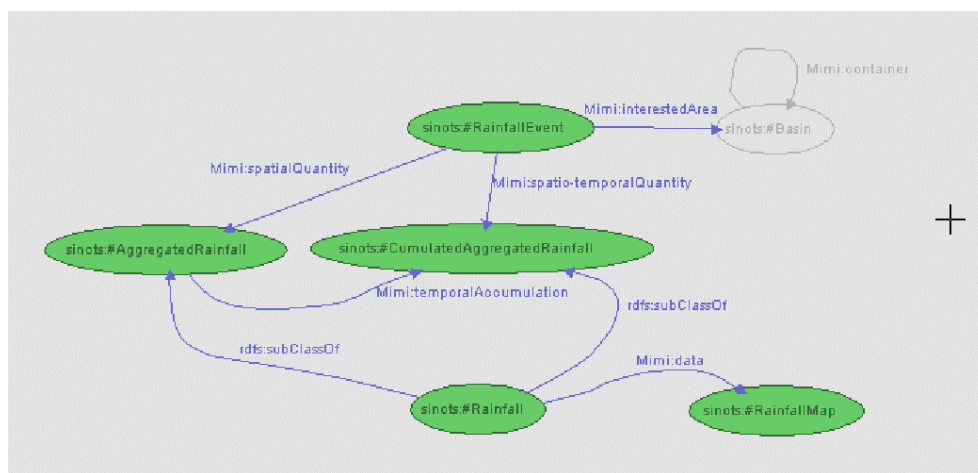 Mimi:container
Mimi:interestedArea
sinots:#RainfallEvent
sinots:#Basin
Mimi:spatialQuantity
Mimi:spatio-temporalQuantity
sinots:#AggregatedRainfall
sinots:#CumulatedAggregatedRainfall
Mimi:temporalAccumulation
rdfs:subClassOf
rdfs:subClassOf
Mimi:data
sinots:#Rainfall
sinots:#RainfallMap